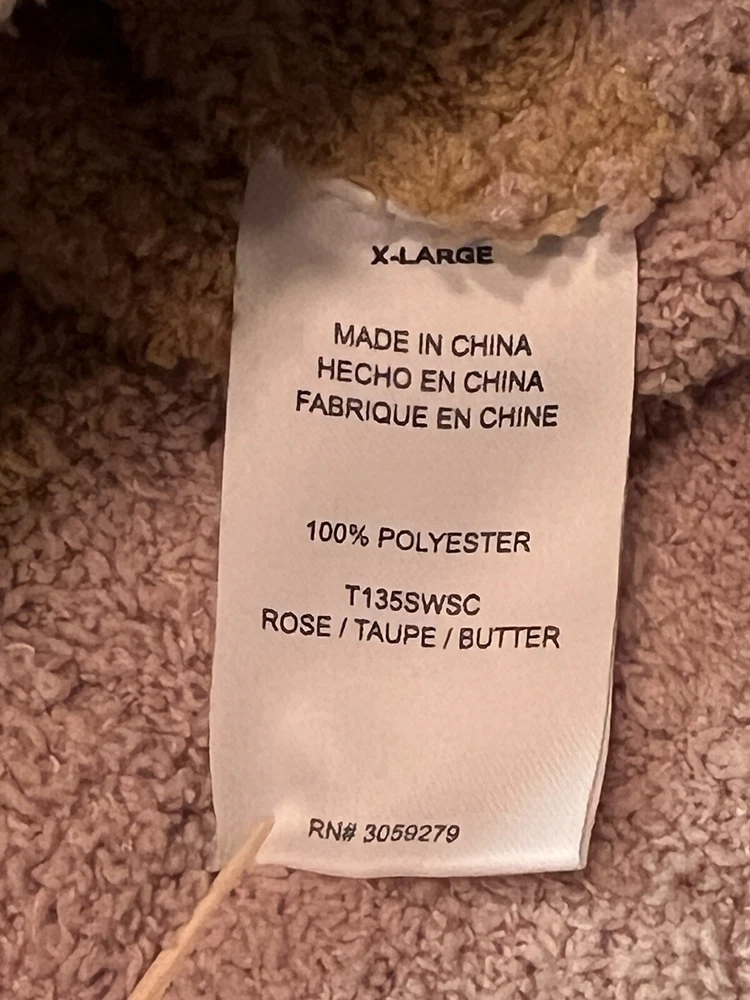 X-LARGE
MADE IN CHINA
HECHO EN CHINA
FABRIQUE EN CHINE
100% POLYESTER
T135SWSC
ROSE / TAUPE / BUTTER
RN# 3059279